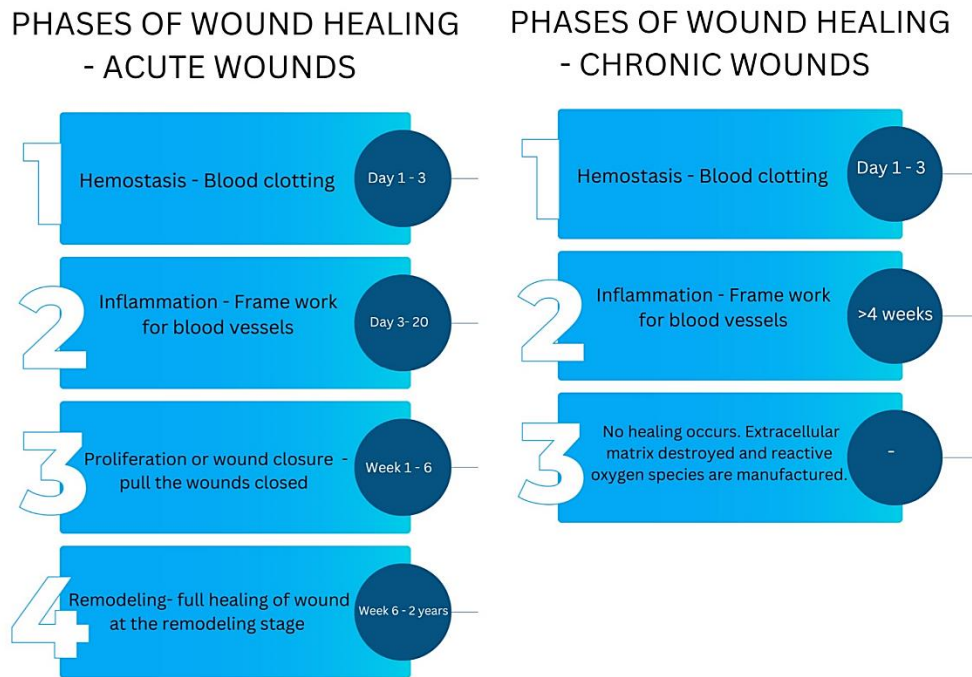 PHASES OF WOUND HEALING
- ACUTE WOUNDS
1
Hemostasis - Blood clotting
Day 1 - 3
2
Inflammation - Frame work
for blood vessels
Day 3- 20
3
Proliferation or wound closure -
pull the wounds closed
Week 1 - 6
4
Remodeling- full healing of wound
at the remodeling stage
Week 6 - 2 years
PHASES OF WOUND HEALING
- CHRONIC WOUNDS
1
Hemostasis - Blood clotting
Day 1 - 3
2
Inflammation - Frame work
for blood vessels
>4 weeks
3
No healing occurs. Extracellular
matrix destroyed and reactive
oxygen species are manufactured.
-